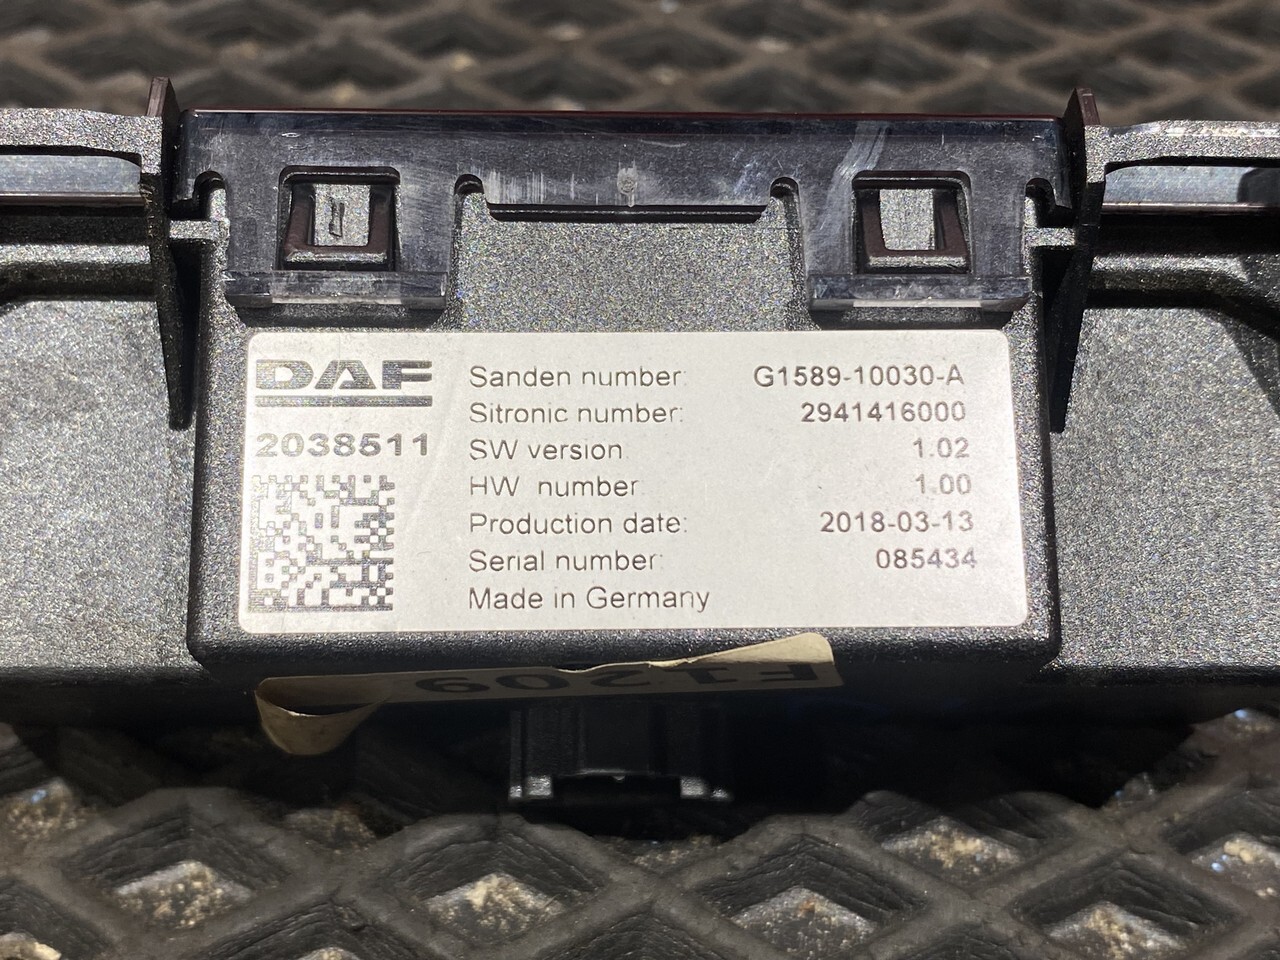 DAF
2038511
Sanden number: G1589-10030-A
Sitronic number: 2941416000
SW version 1.02
HW number 1.00
Production date: 2018-03-13
Serial number: 085434
Made in Germany
F1209